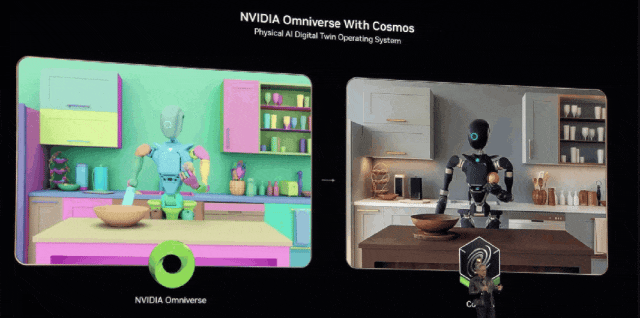 NVIDIA Omniverse With Cosmos
Physical AI Digital Twin Operating System
NVIDIA Omniverse